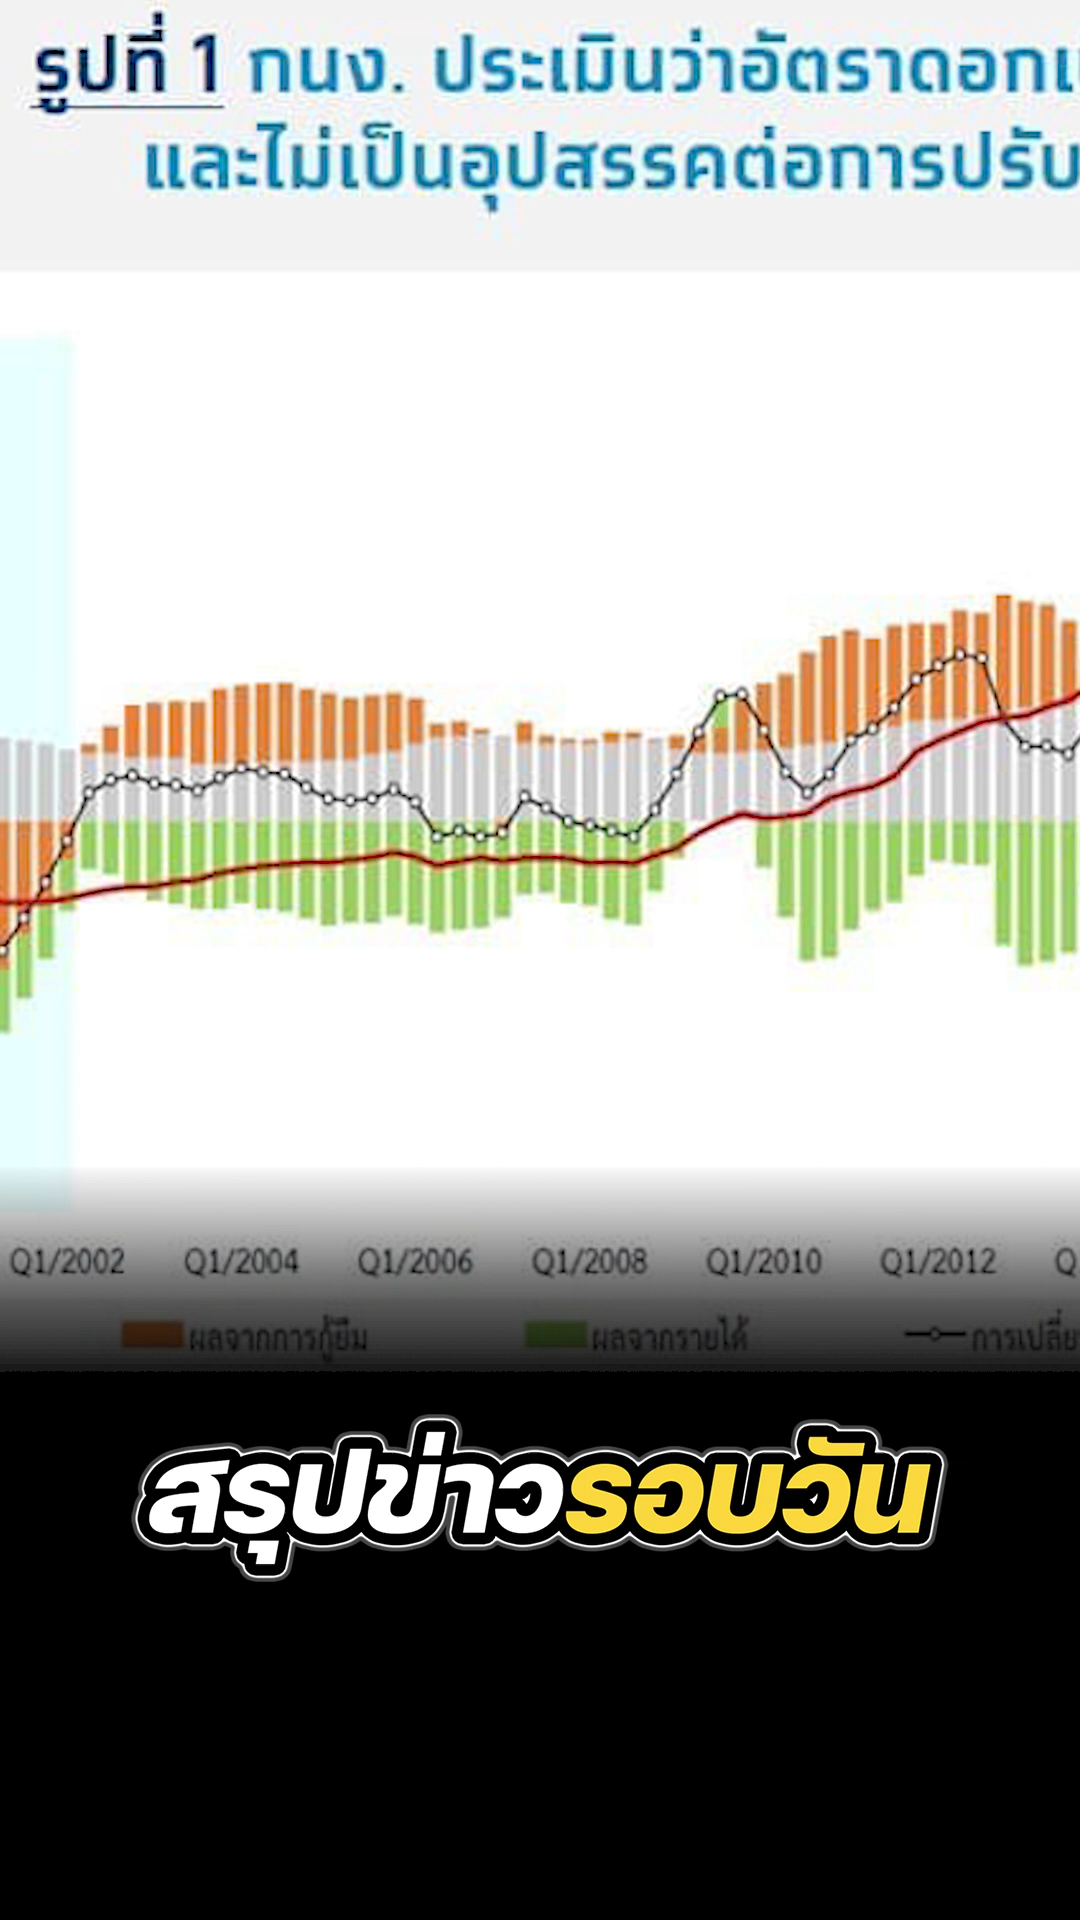 รูปที่ 1 กนง. ประเมินว่าอัตราดอก
และไม่เป็นอุปสรรคต่อการปรับ
Q1/2002 Q1/2004 Q1/2006 Q1/2008 Q1/2010 Q1/2012 Q
ผลจากการกู้ยืม ผลจากรายได้ การเปลี่ย
สรุปข่าวรอบวัน